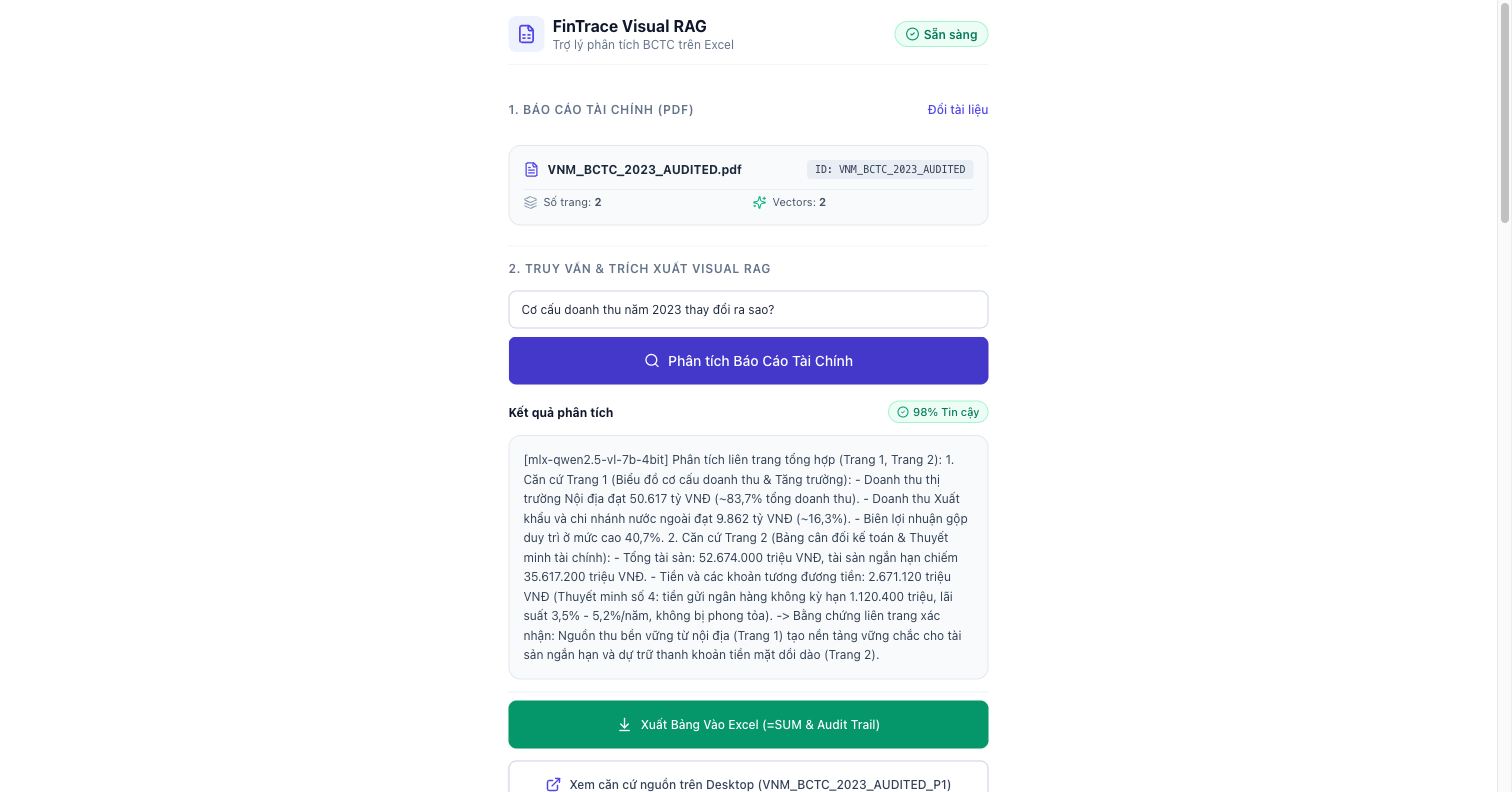 FinTrace Visual RAG
Trợ lý phân tích BCTC trên Excel
Sẵn sàng
1. BÁO CÁO TÀI CHÍNH (PDF)
Đổi tài liệu
VNM_BCTC_2023_AUDITED.pdf
ID: VNM_BCTC_2023_AUDITED
Số trang: 2
Vectors: 2
2. TRUY VẤN & TRÍCH XUẤT VISUAL RAG
Cơ cấu doanh thu năm 2023 thay đổi ra sao?
Phân tích Báo Cáo Tài Chính
Kết quả phân tích
98% Tin cậy
[mlx-qwen2.5-vl-7b-4bit] Phân tích liên trang tổng hợp (Trang 1, Trang 2): 1.
Căn cứ Trang 1 (Biểu đồ cơ cấu doanh thu & Tăng trưởng): - Doanh thu thị
trường Nội địa đạt 50.617 tỷ VNĐ (~83,7% tổng doanh thu). - Doanh thu Xuất
khẩu và chi nhánh nước ngoài đạt 9.862 tỷ VNĐ (~16,3%). - Biên lợi nhuận gộp
duy trì ở mức cao 40,7%. 2. Căn cứ Trang 2 (Bảng cân đối kế toán & Thuyết
minh tài chính): - Tổng tài sản: 52.674.000 triệu VNĐ, tài sản ngắn hạn chiếm
35.617.200 triệu VNĐ. - Tiền và các khoản tương đương tiền: 2.671.120 triệu
VNĐ (Thuyết minh số 4: tiền gửi ngân hàng không kỳ hạn 1.120.400 triệu, lãi
suất 3,5% - 5,2%/năm, không bị phong tỏa). -> Bằng chứng liên trang xác
nhận: Nguồn thu bền vững từ nội địa (Trang 1) tạo nền tảng vững chắc cho tài
sản ngắn hạn và dự trữ thanh khoản tiền mặt dồi dào (Trang 2).
Xuất Bảng Vào Excel (=SUM & Audit Trail)
Xem căn cứ nguồn trên Desktop (VNM_BCTC_2023_AUDITED_P1)